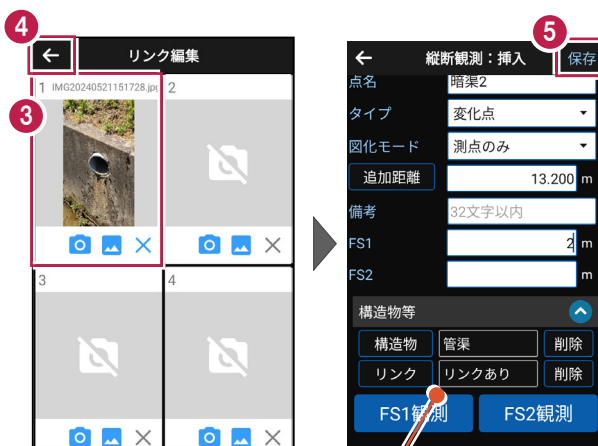 4
リンク編集
1 IMG20240521151728.jp
2
3
3
4
5
縦断観測：挿入
保存
点名
暗渠2
タイプ
変化点
図化モード
測点のみ
追加距離
13.200 m
備考
32文字以内
FS1
2 m
FS2
m
構造物等
構造物
管渠
削除
リンク
リンクあり
削除
FS1観測
FS2観測